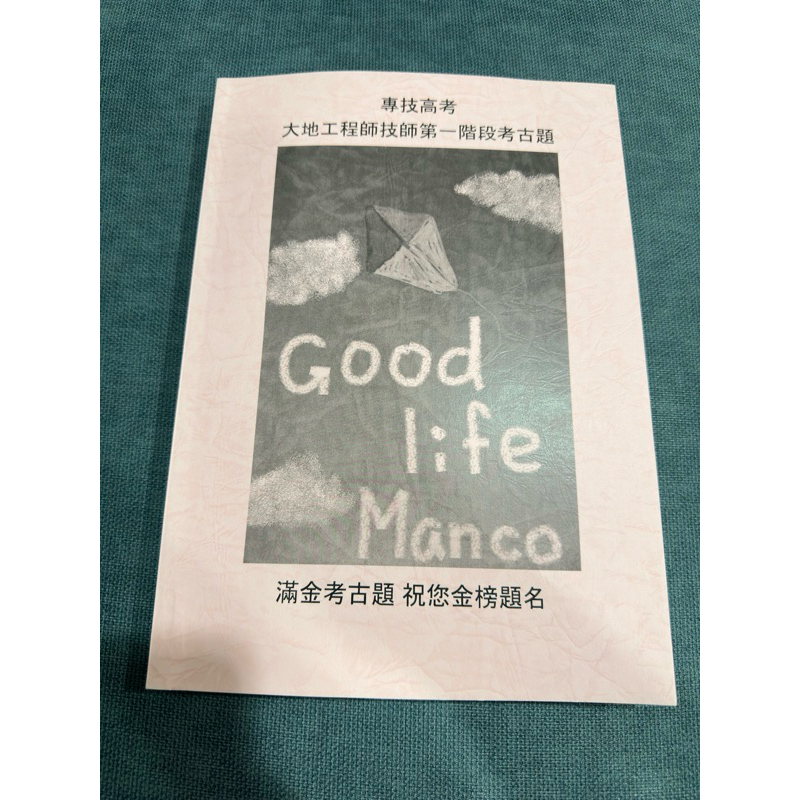 專技高考
大地工程師技師第一階段考古題
Good
life
Manco
滿金考古題 祝您金榜題名